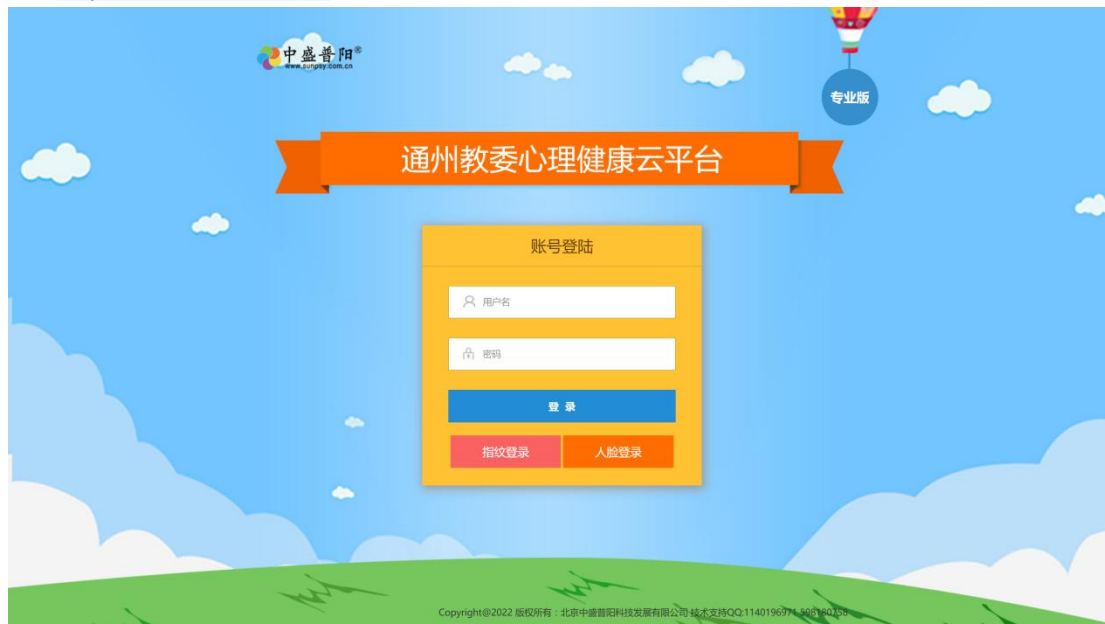 中盛普阳®
www.sunpsy.com.cn
专业版
通州教委心理健康云平台
账号登陆
用户名
密码
登 录
指纹登录 人脸登录
Copyright@2022 版权所有：北京中盛普阳科技发展有限公司 技术支持QQ:1140196971 508180758